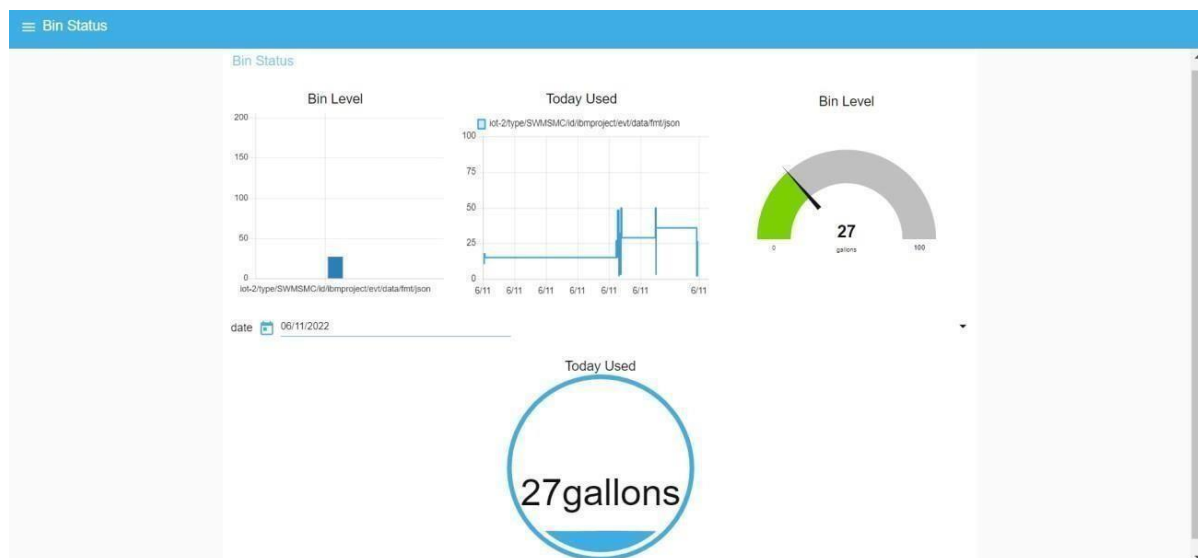 Bin Status
Bin Status
Bin Level
200
150
100
50
0
iot-2/type/SWMSMC/id/ibmproject/evt/data/fmt/json
Today Used
iot-2/type/SWMSMC/id/ibmproject/evt/data/fmt/json
100
75
50
25
0
6/11 6/11 6/11 6/11 6/11 6/11 6/11
Bin Level
27
gallons
0 100
date 06/11/2022
Today Used
27gallons